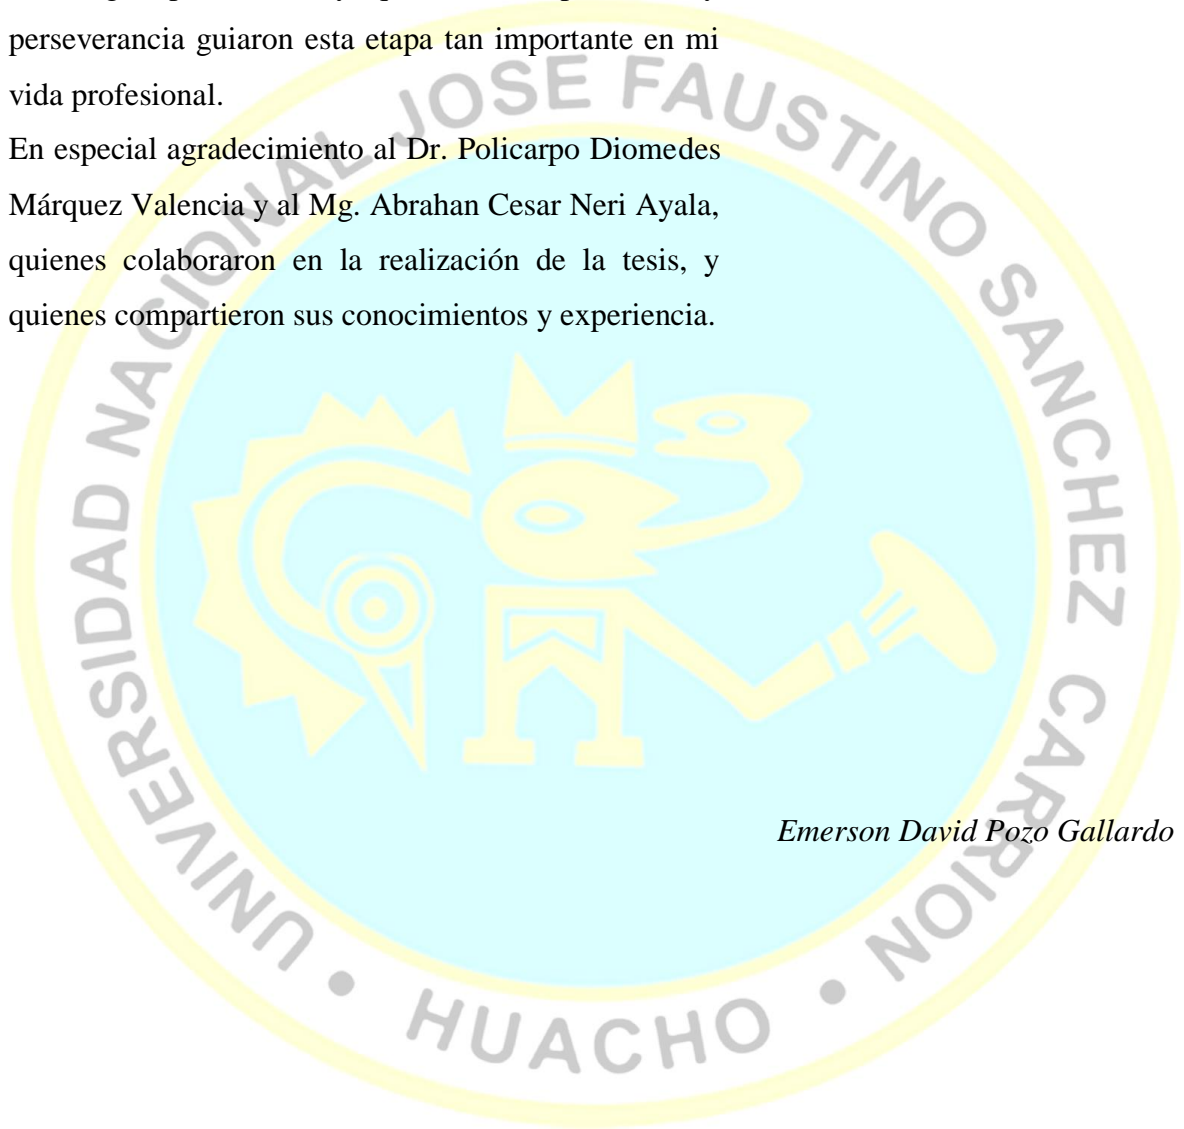 perseverancia guiaron esta etapa tan importante en mi
vida profesional.
En especial agradecimiento al Dr. Policarpo Diomedes
Márquez Valencia y al Mg. Abrahan Cesar Neri Ayala,
quienes colaboraron en la realización de la tesis, y
quienes compartieron sus conocimientos y experiencia.
UNIVERSIDAD NACIONAL JOSE FAUSTINO SANCHEZ CARRION
Emerson David Pozo Gallardo
• HUACHO •